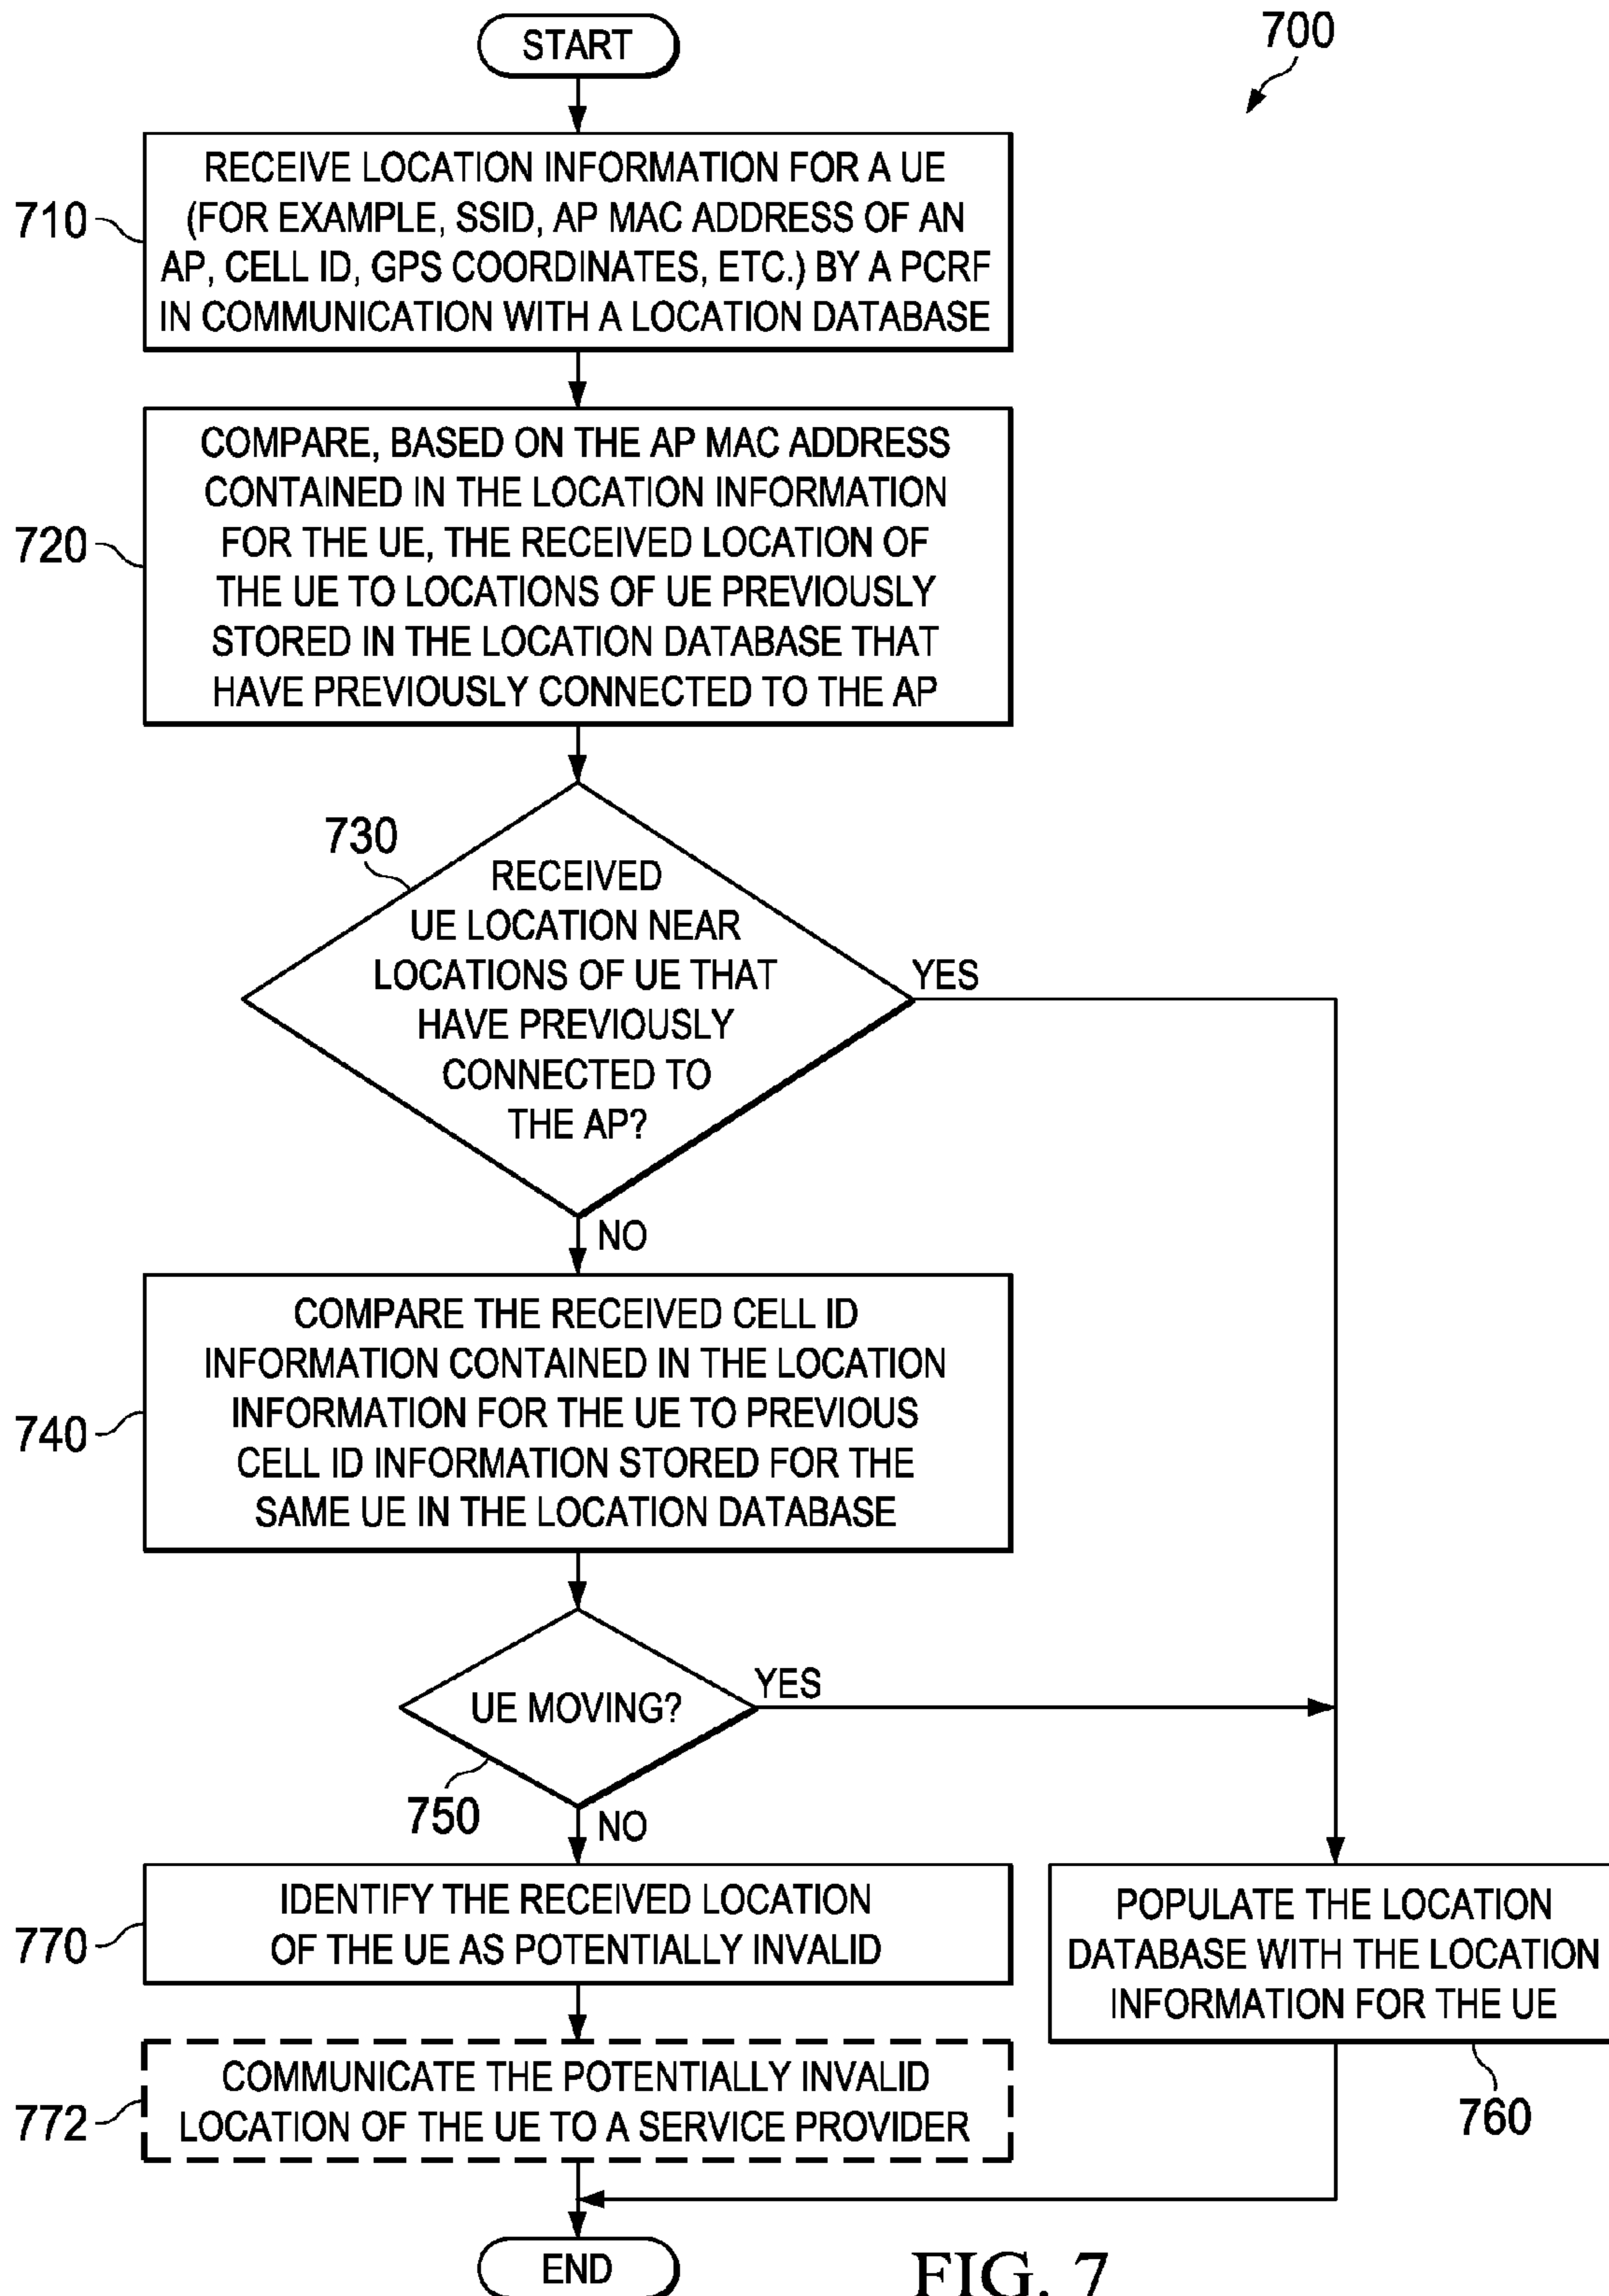 START
700
RECEIVE LOCATION INFORMATION FOR A UE
(FOR EXAMPLE, SSID, AP MAC ADDRESS OF AN
AP, CELL ID, GPS COORDINATES, ETC.) BY A PCRF
IN COMMUNICATION WITH A LOCATION DATABASE
710
COMPARE, BASED ON THE AP MAC ADDRESS
CONTAINED IN THE LOCATION INFORMATION
FOR THE UE, THE RECEIVED LOCATION OF
THE UE TO LOCATIONS OF UE PREVIOUSLY
STORED IN THE LOCATION DATABASE THAT
HAVE PREVIOUSLY CONNECTED TO THE AP
720
730
RECEIVED
UE LOCATION NEAR
LOCATIONS OF UE THAT
HAVE PREVIOUSLY
CONNECTED TO
THE AP?
YES
NO
COMPARE THE RECEIVED CELL ID
INFORMATION CONTAINED IN THE LOCATION
INFORMATION FOR THE UE TO PREVIOUS
CELL ID INFORMATION STORED FOR THE
SAME UE IN THE LOCATION DATABASE
740
UE MOVING?
YES
750
NO
IDENTIFY THE RECEIVED LOCATION
OF THE UE AS POTENTIALLY INVALID
770
POPULATE THE LOCATION
DATABASE WITH THE LOCATION
INFORMATION FOR THE UE
760
COMMUNICATE THE POTENTIALLY INVALID
LOCATION OF THE UE TO A SERVICE PROVIDER
772
END
FIG. 7